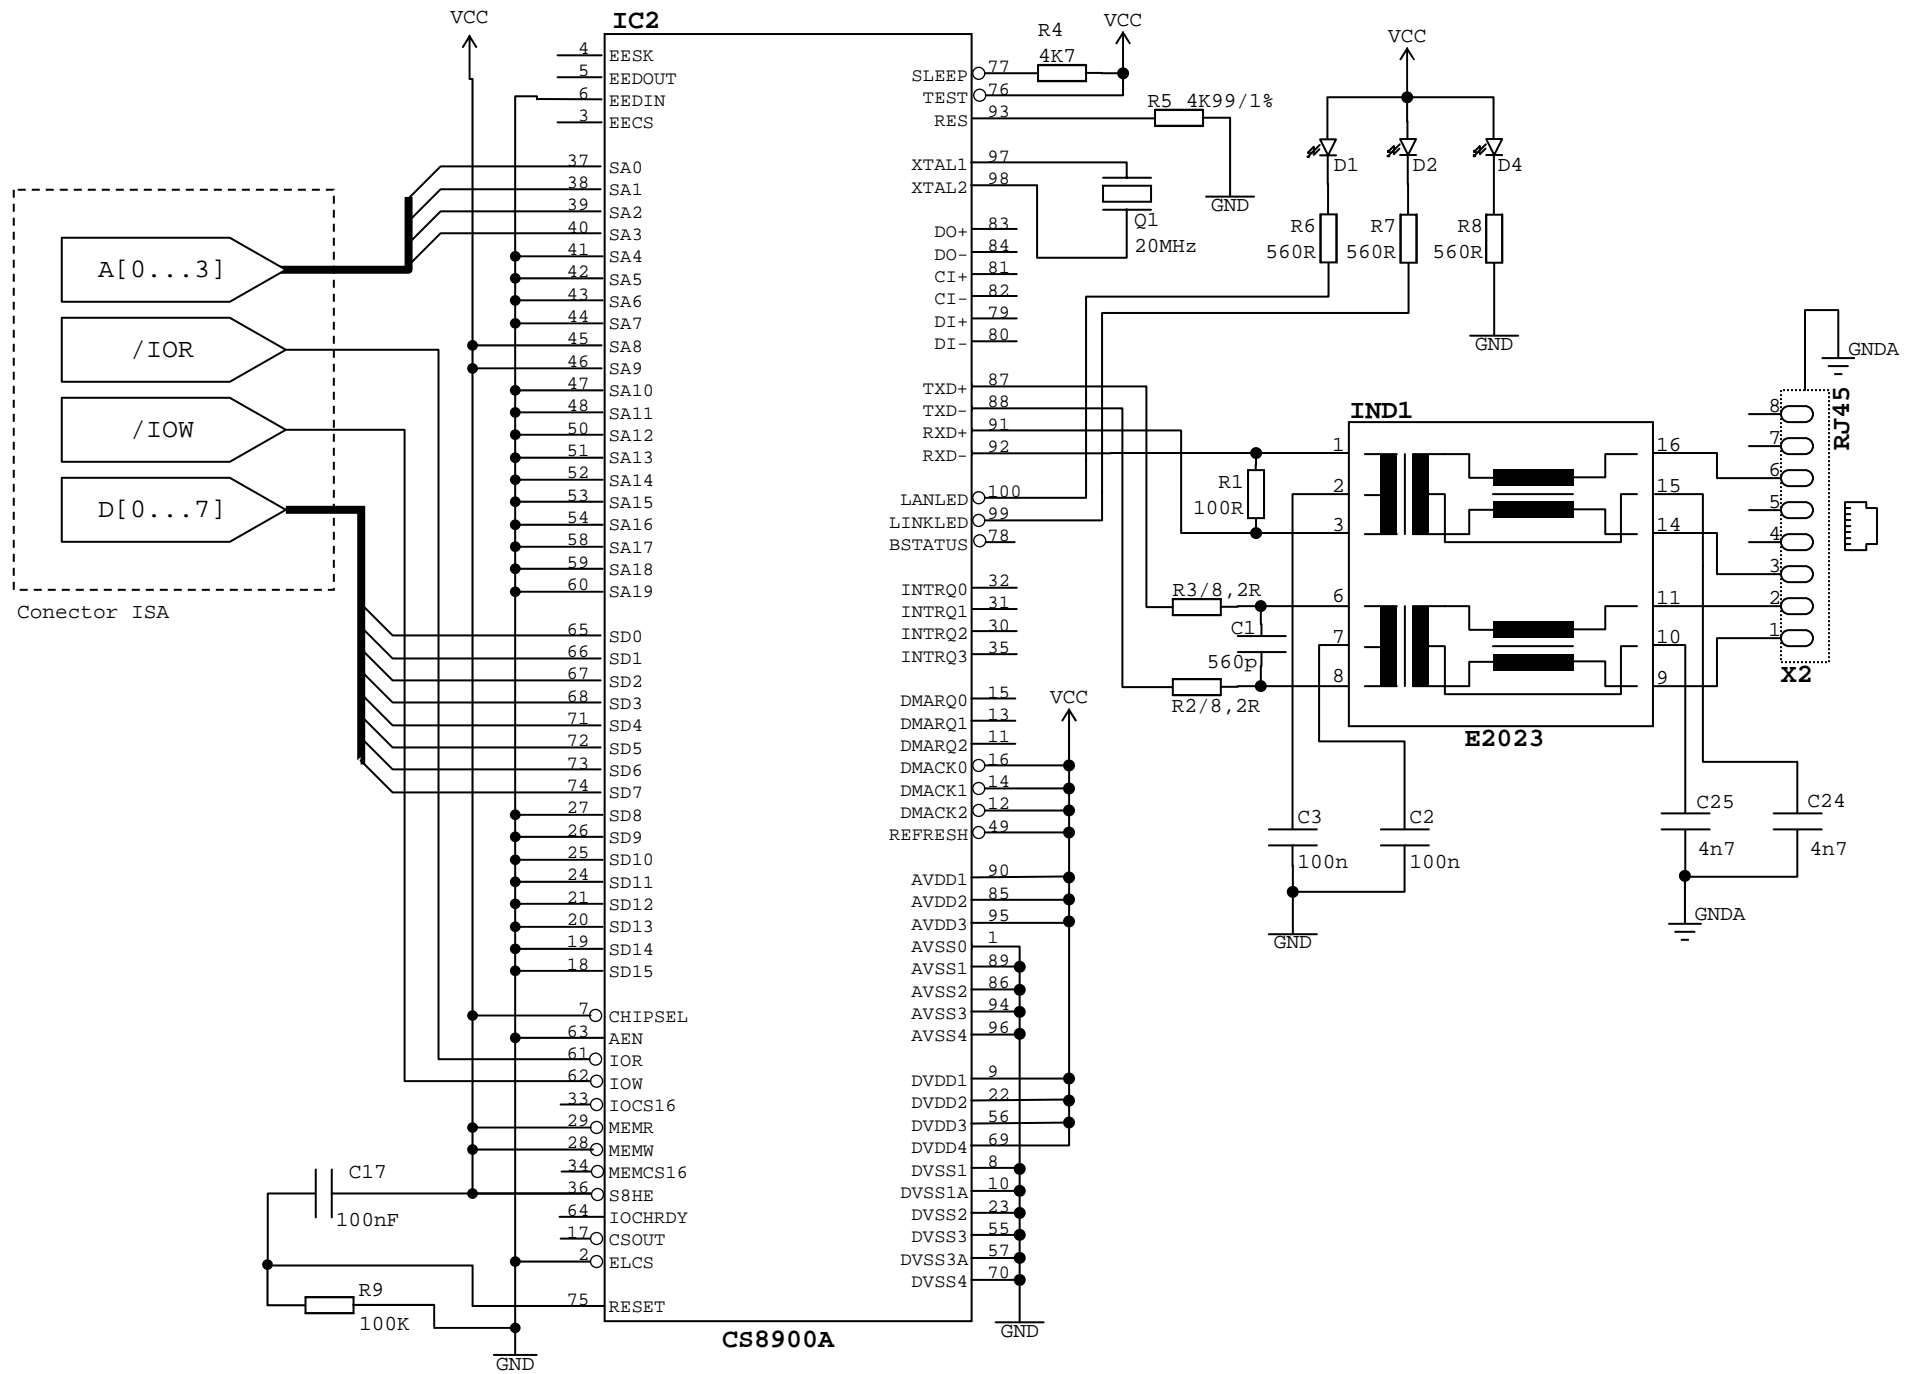 VCC
IC2
4 EESK
5 EEDOUT
6 EEDIN
3 EECS
37 SA0
38 SA1
39 SA2
40 SA3
41 SA4
42 SA5
43 SA6
44 SA7
45 SA8
46 SA9
47 SA10
48 SA11
50 SA12
51 SA13
52 SA14
53 SA15
54 SA16
58 SA17
59 SA18
60 SA19
65 SD0
66 SD1
67 SD2
68 SD3
71 SD4
72 SD5
73 SD6
74 SD7
27 SD8
26 SD9
25 SD10
24 SD11
21 SD12
20 SD13
19 SD14
18 SD15
7 CHIPSEL
63 AEN
61 IOR
62 IOW
33 IOCS16
29 MEMR
28 MEMW
34 MEMCS16
36 S8HE
64 IOCHRDY
17 CSOUT
2 ELCS
75 RESET
A[0...3]
/IOR
/IOW
D[0...7]
Conector ISA
C17
100nF
R9
100K
GND
CS8900A
SLEEP 77
TEST 76
RES 93
XTAL1 97
XTAL2 98
DO+ 83
DO- 84
CI+ 81
CI- 82
DI+ 79
DI- 80
TXD+ 87
TXD- 88
RXD+ 91
RXD- 92
LANLED 100
LINKLED 99
BSTATUS 78
INTRQ0 32
INTRQ1 31
INTRQ2 30
INTRQ3 35
DMARQ0 15
DMARQ1 13
DMARQ2 11
DMACK0 16
DMACK1 14
DMACK2 12
REFRESH 49
AVDD1 90
AVDD2 85
AVDD3 95
AVSS0 1
AVSS1 89
AVSS2 86
AVSS3 94
AVSS4 96
DVDD1 9
DVDD2 22
DVDD3 56
DVDD4 69
DVSS1 8
DVSS1A 10
DVSS2 23
DVSS3 55
DVSS3A 57
DVSS4 70
GND
VCC
R4
4K7
VCC
R5 4K99/1%
GND
Q1
20MHz
VCC
D1
D2
D4
R6
560R
R7
560R
R8
560R
GND
R1
100R
R3/8,2R
C1
560p
R2/8,2R
IND1
1
2
3
6
7
8
16
15
14
11
10
9
E2023
GNDA
RJ45
8
7
6
5
4
3
2
1
X2
C3
100n
C2
100n
GND
C25
4n7
C24
4n7
GNDA